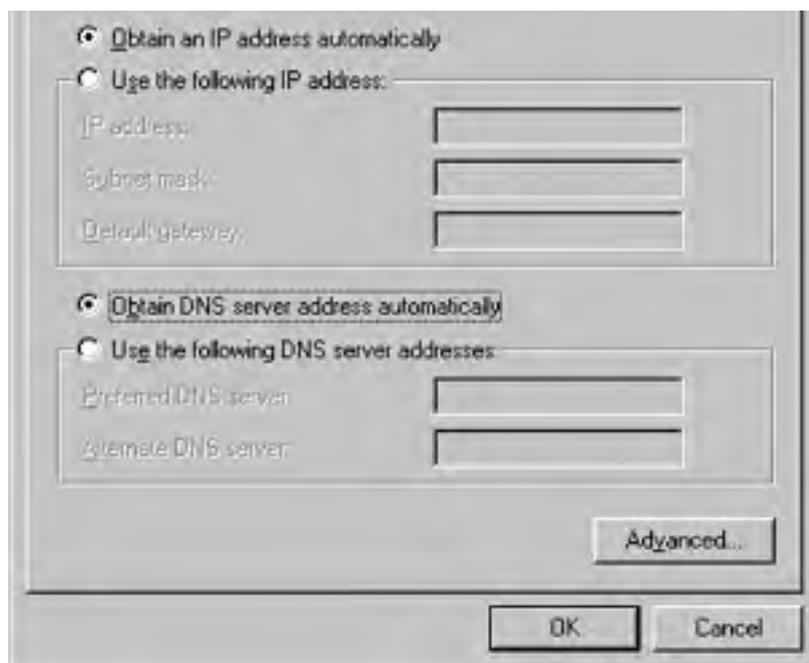 Obtain an IP address automatically
Use the following IP address:
IP address:
Subnet mask:
Default gateway:
Obtain DNS server address automatically
Use the following DNS server addresses:
Preferred DNS server:
Alternate DNS server:
Advanced...
OK
Cancel